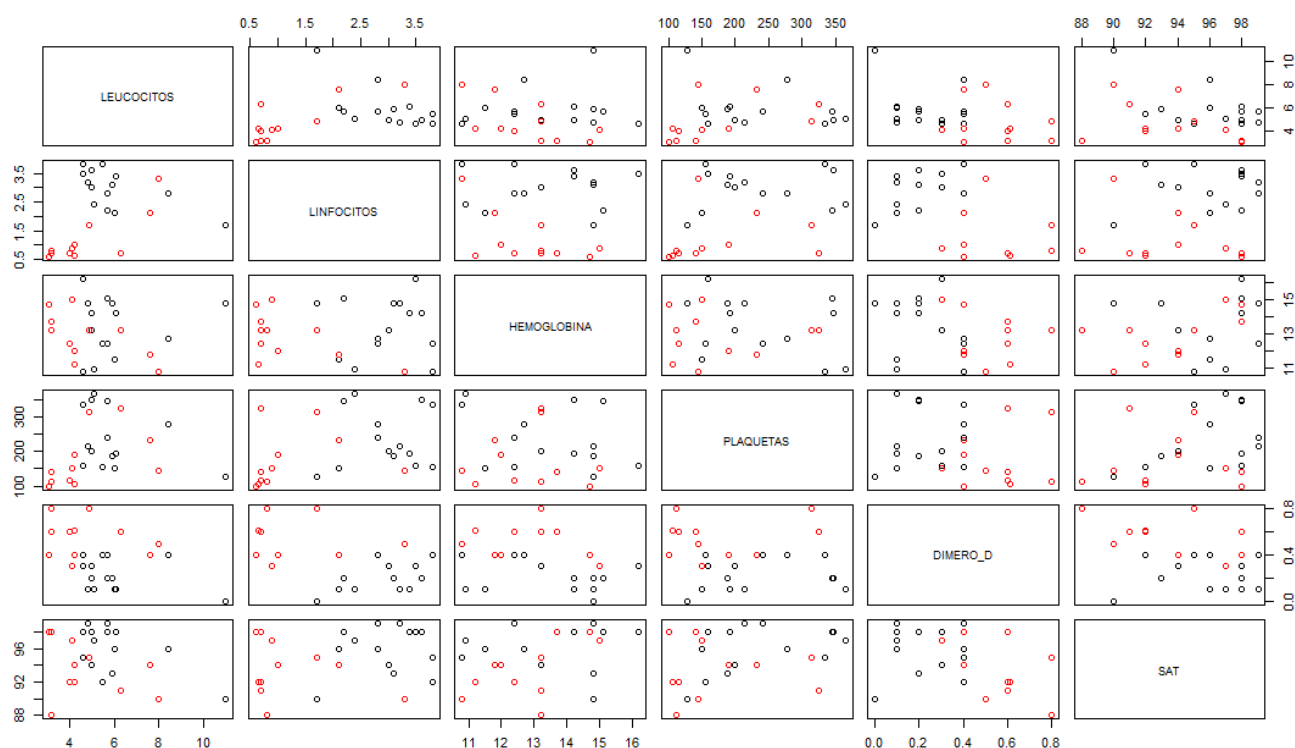 0.5 1.5 2.5 3.5 100 150 200 250 300 350 88 90 92 94 96 98
LEUCOCITOS 4 6 8 10
0.5 1.5 2.5 3.5 LINFOCITOS
HEMOGLOBINA 11 13 15
100 200 300 PLAQUETAS
DIMERO_D 0.0 0.4 0.8
88 92 96 SAT
4 6 8 10 11 12 13 14 15 16 0.0 0.2 0.4 0.6 0.8